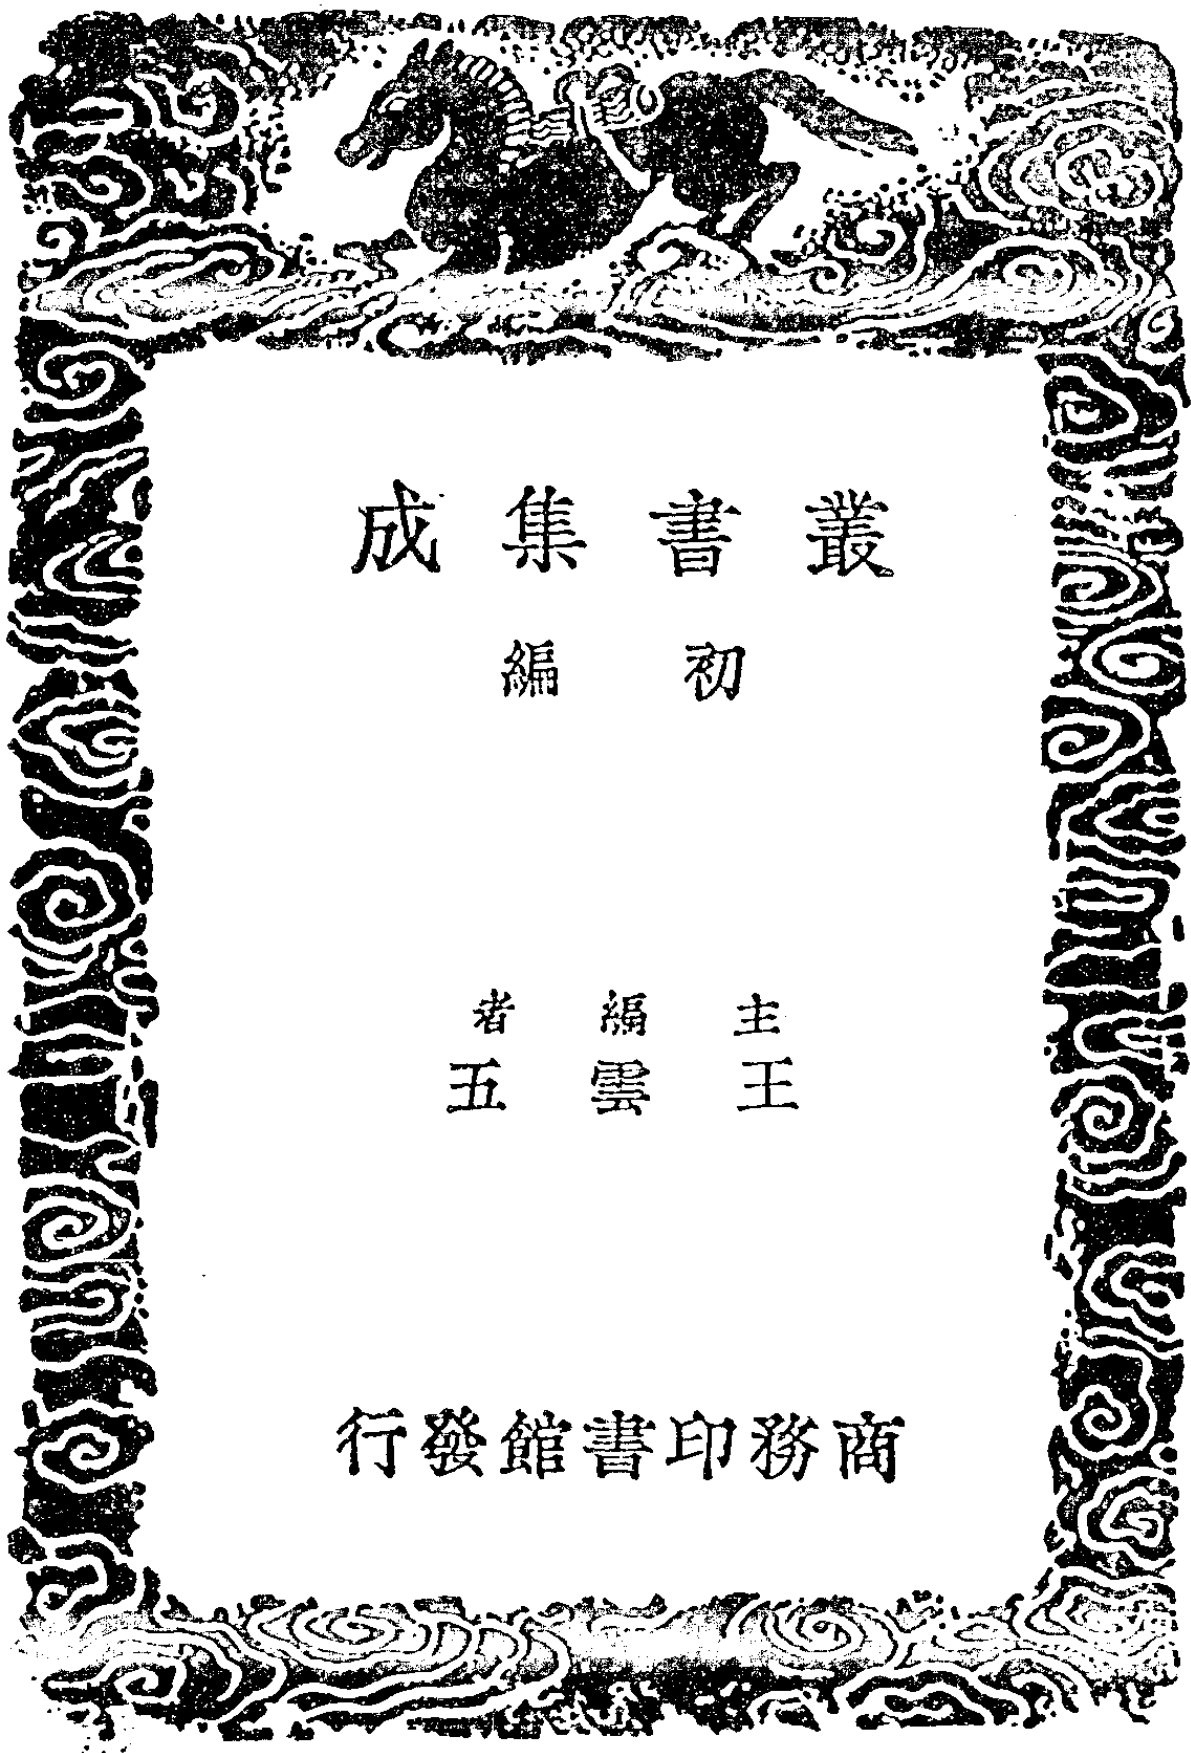 叢書集成
初編
主編者
王雲五
商務印書館發行